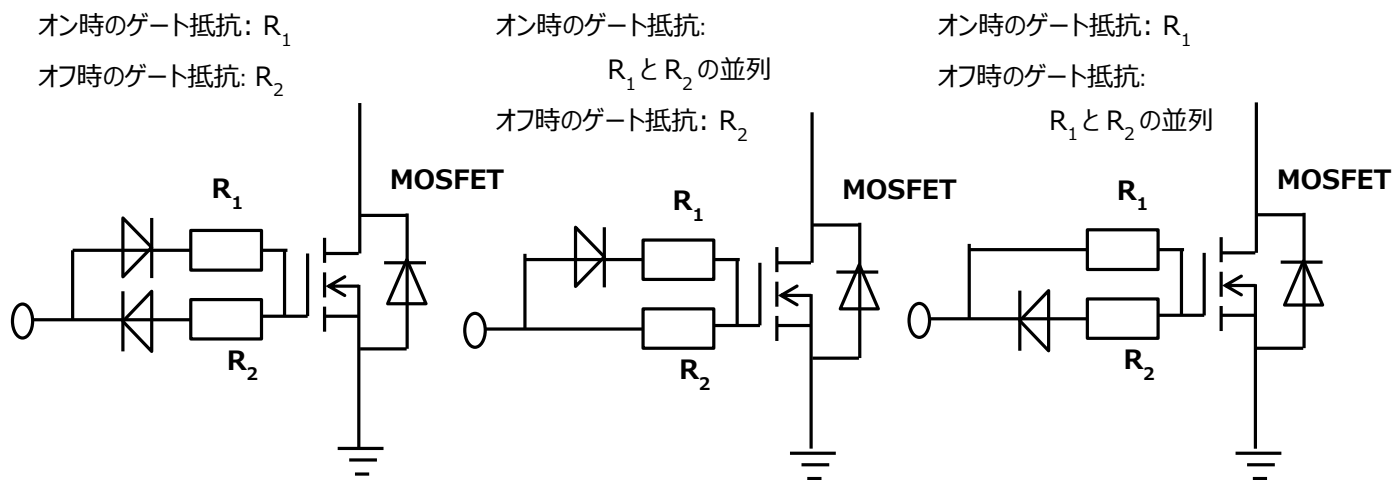 オン時のゲート抵抗: R₁
オフ時のゲート抵抗: R₂
MOSFET
R₁
R₂
オン時のゲート抵抗:
R₁とR₂の並列
オフ時のゲート抵抗: R₂
MOSFET
R₁
R₂
オン時のゲート抵抗: R₁
オフ時のゲート抵抗:
R₁とR₂の並列
MOSFET
R₁
R₂